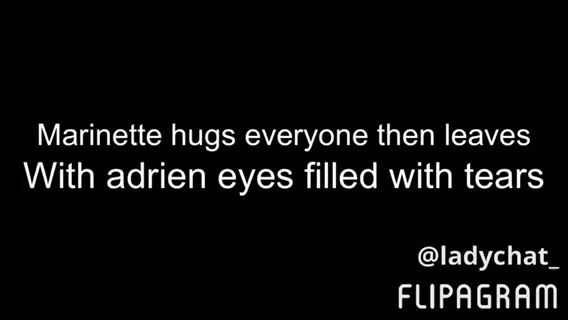 Marinette hugs everyone then leaves
With adrien eyes filled with tears
@ladychat_
FLIPAGRAM